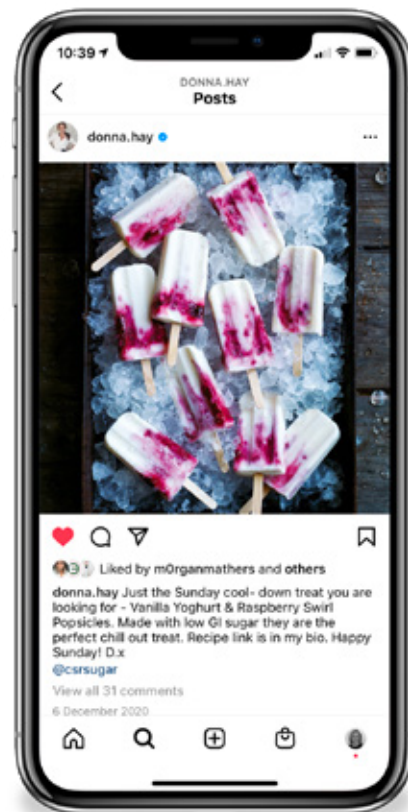 10:39
DONNA.HAY
Posts
donna.hay
Liked by m0rganmathers and others
donna.hay Just the Sunday cool- down treat you are
looking for - Vanilla Yoghurt & Raspberry Swirl
Popsicles. Made with low GI sugar they are the
perfect chill out treat. Recipe link is in my bio. Happy
Sunday! D.x
@csrsugar
View all 31 comments
6 December 2020